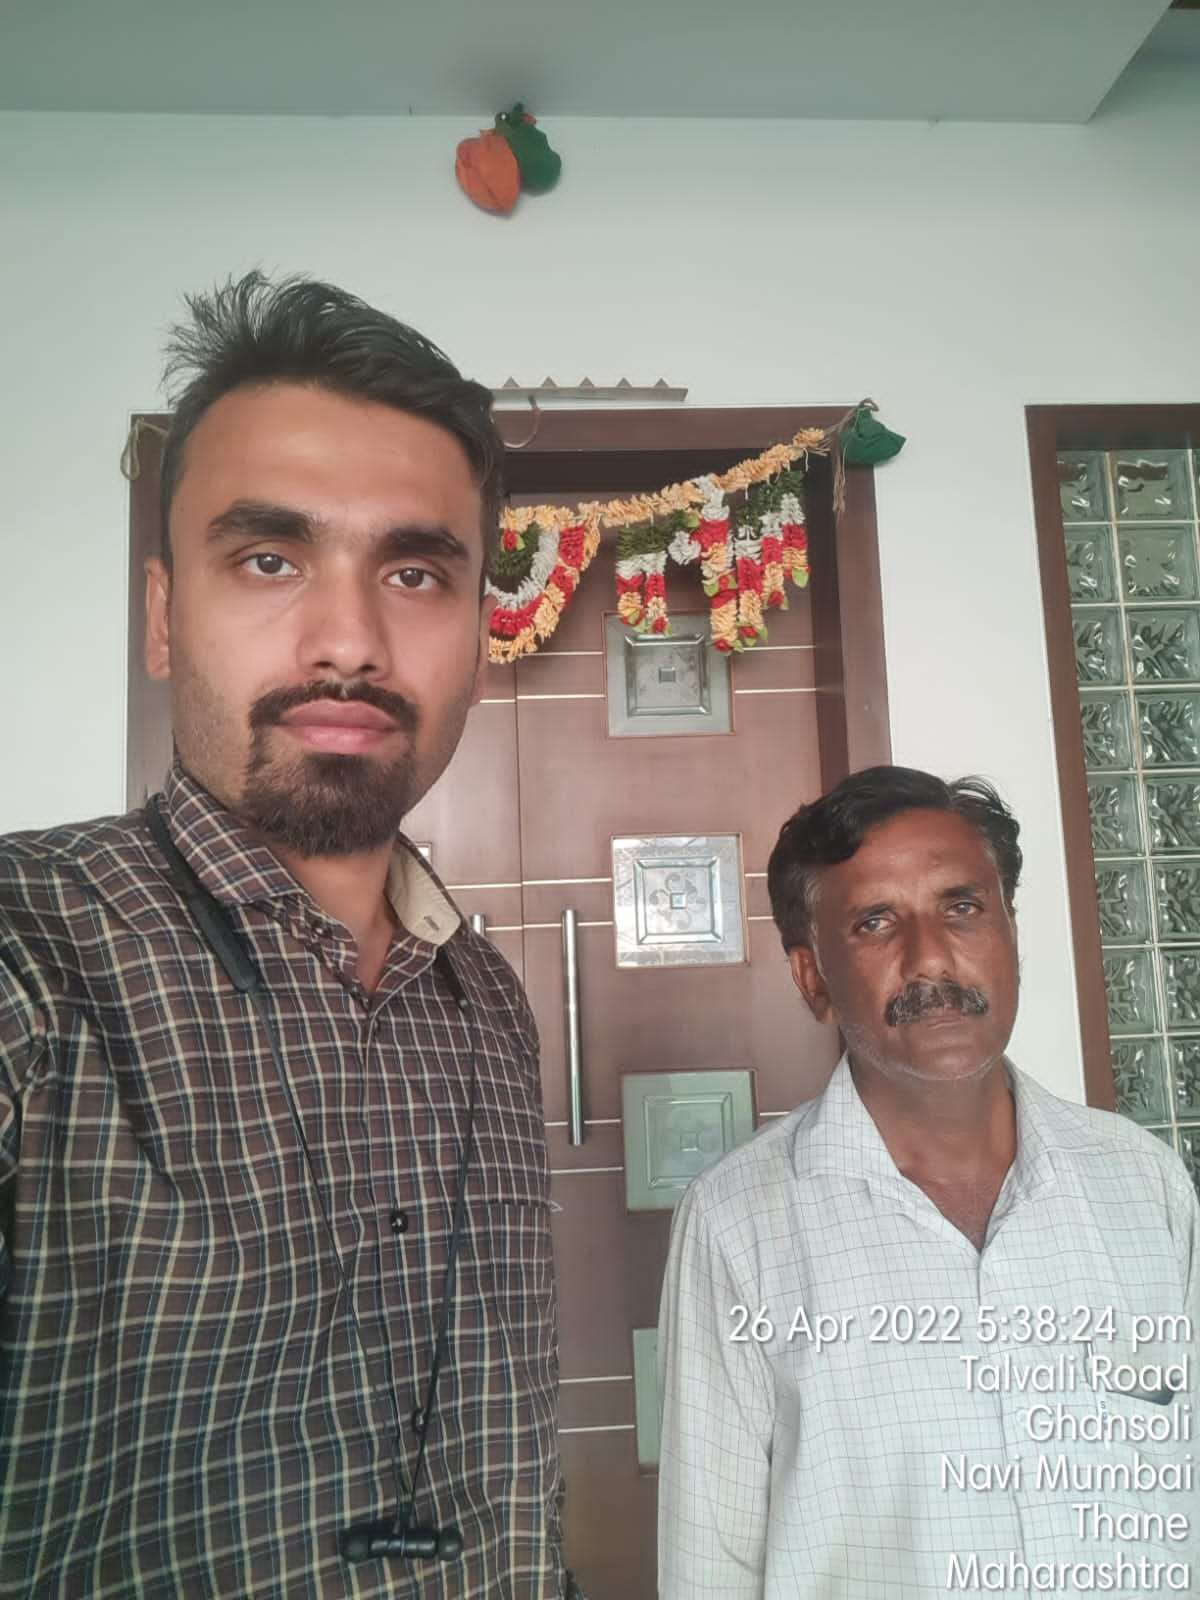 26 Apr 2022 5:38:24 pm
Talvali Road
Ghansoli
Navi Mumbai
Thane
Maharashtra